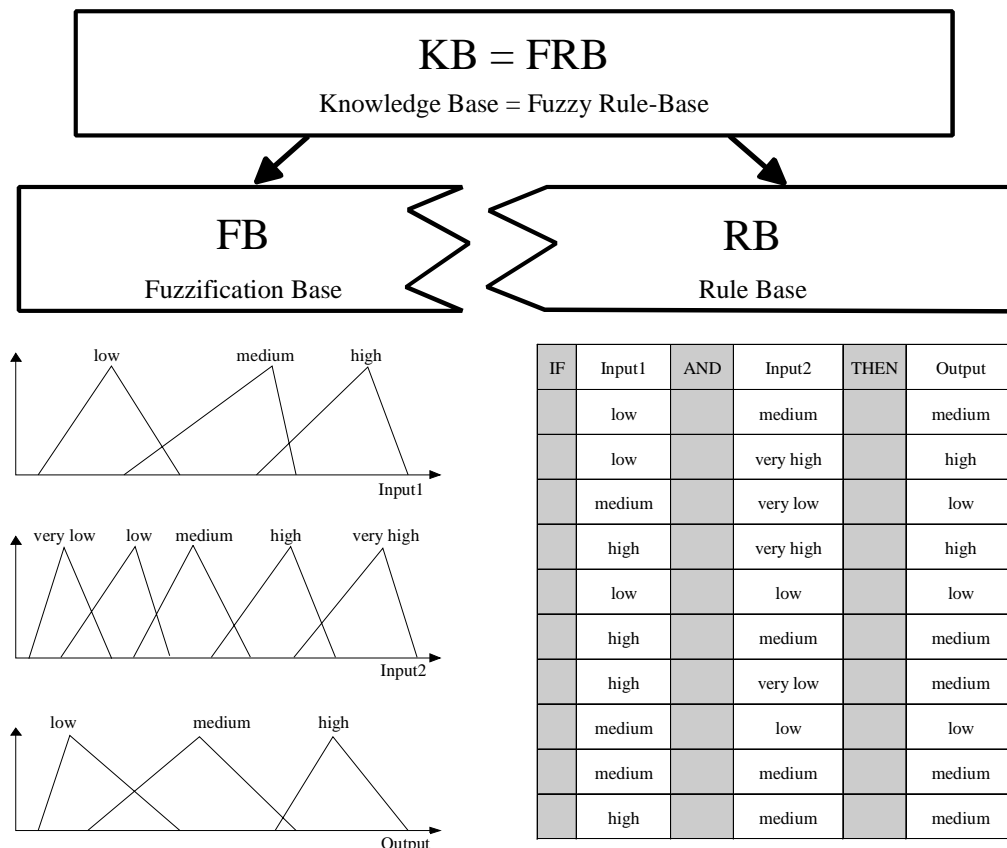 KB = FRB
Knowledge Base = Fuzzy Rule-Base
FB
Fuzzification Base
RB
Rule Base
low medium high
Input1
very low low medium high very high
Input2
low medium high
Output
IF Input1 AND Input2 THEN Output
low medium medium
low very high high
medium very low low
high very high high
low low low
high medium medium
high very low medium
medium low low
medium medium medium
high medium medium